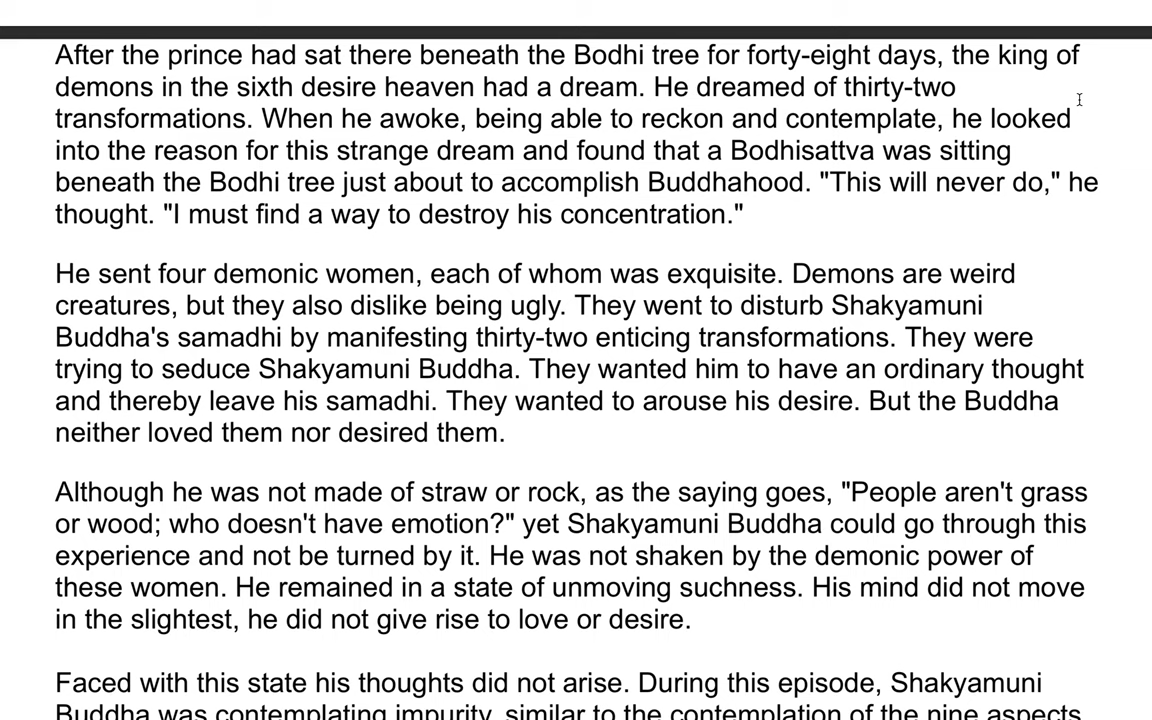 After the prince had sat there beneath the Bodhi tree for forty-eight days, the king of
demons in the sixth desire heaven had a dream. He dreamed of thirty-two
transformations. When he awoke, being able to reckon and contemplate, he looked
into the reason for this strange dream and found that a Bodhisattva was sitting
beneath the Bodhi tree just about to accomplish Buddhahood. "This will never do," he
thought. "I must find a way to destroy his concentration."
He sent four demonic women, each of whom was exquisite. Demons are weird
creatures, but they also dislike being ugly. They went to disturb Shakyamuni
Buddha's samadhi by manifesting thirty-two enticing transformations. They were
trying to seduce Shakyamuni Buddha. They wanted him to have an ordinary thought
and thereby leave his samadhi. They wanted to arouse his desire. But the Buddha
neither loved them nor desired them.
Although he was not made of straw or rock, as the saying goes, "People aren't grass
or wood; who doesn't have emotion?" yet Shakyamuni Buddha could go through this
experience and not be turned by it. He was not shaken by the demonic power of
these women. He remained in a state of unmoving suchness. His mind did not move
in the slightest, he did not give rise to love or desire.
Faced with this state his thoughts did not arise. During this episode, Shakyamuni
Buddha was contemplating impurity, similar to the contemplation of the nine aspects